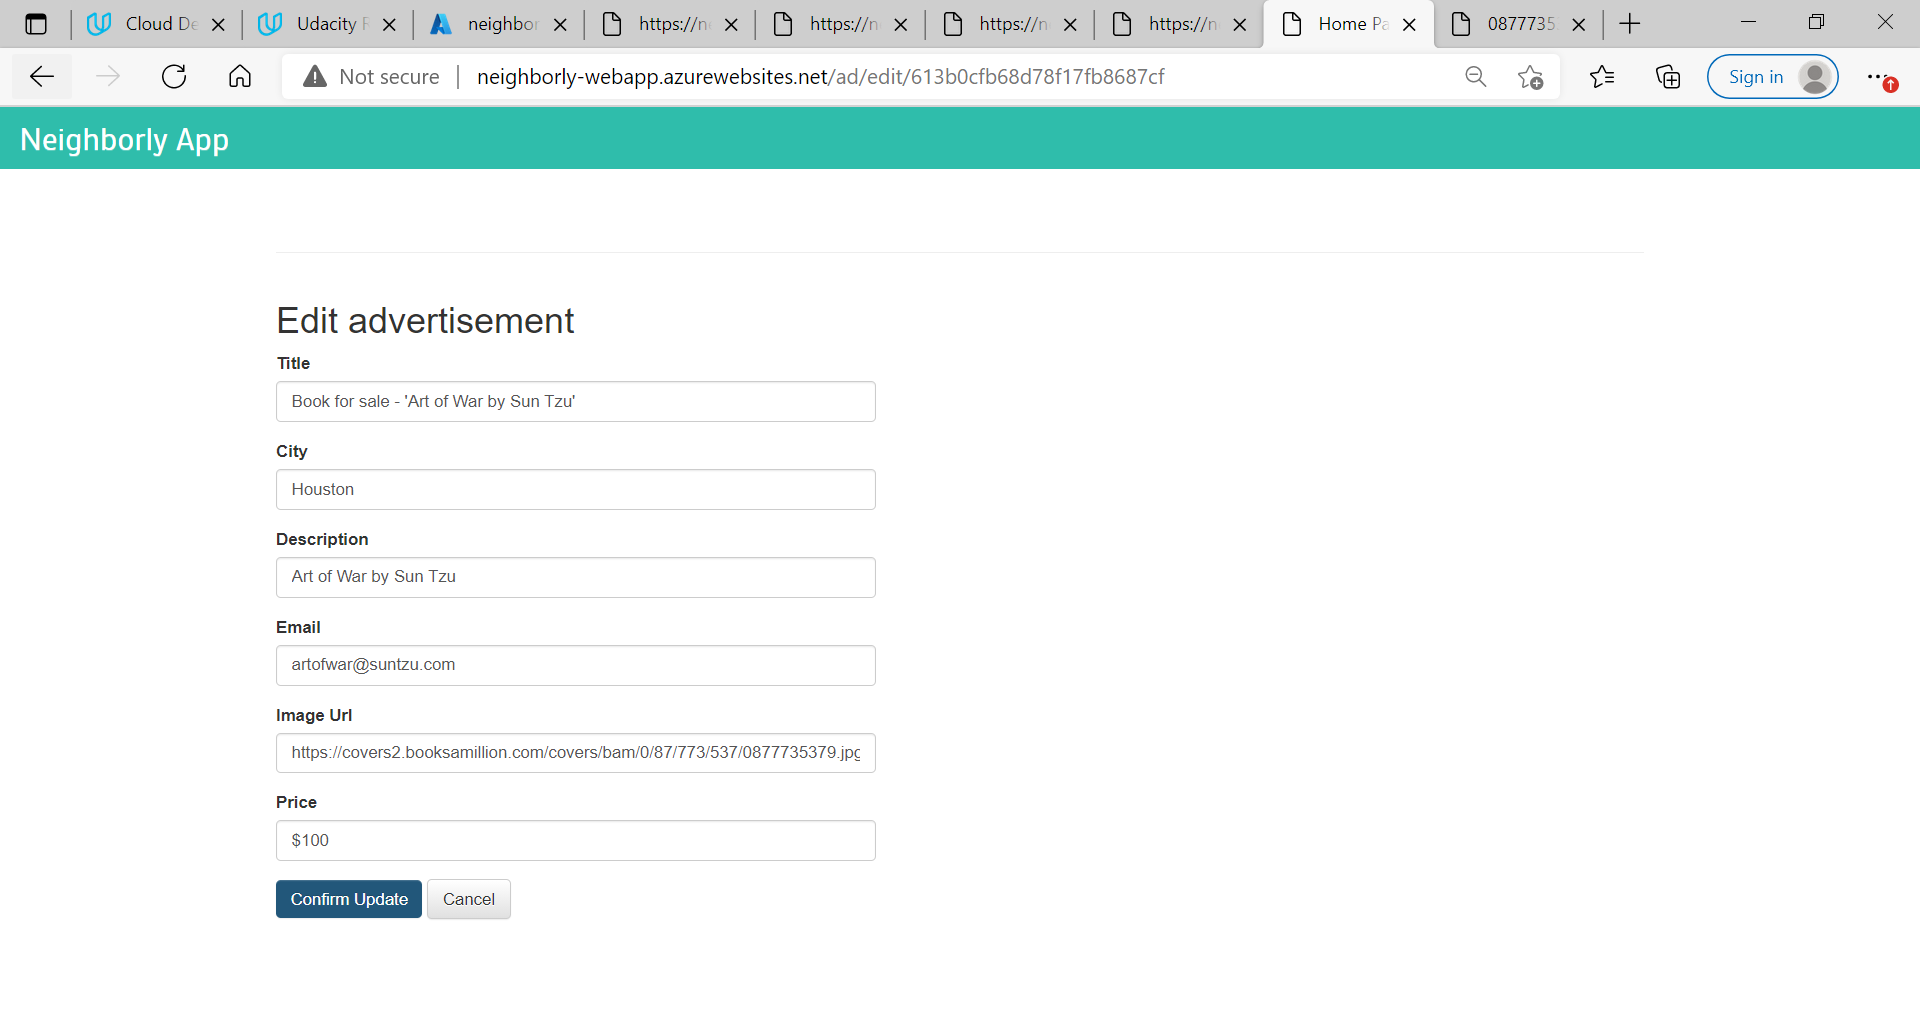 Cloud De
Udacity R
neighbor
https://n
https://n
https://n
https://n
Home Pa
0877735
Not secure
neighborly-webapp.azurewebsites.net/ad/edit/613b0cfb68d78f17fb8687cf
Sign in
Neighborly App
Edit advertisement
Title
Book for sale - 'Art of War by Sun Tzu'
City
Houston
Description
Art of War by Sun Tzu
Email
artofwar@suntzu.com
Image Url
https://covers2.booksamillion.com/covers/bam/0/87/773/537/0877735379.jpg
Price
$100
Confirm Update Cancel